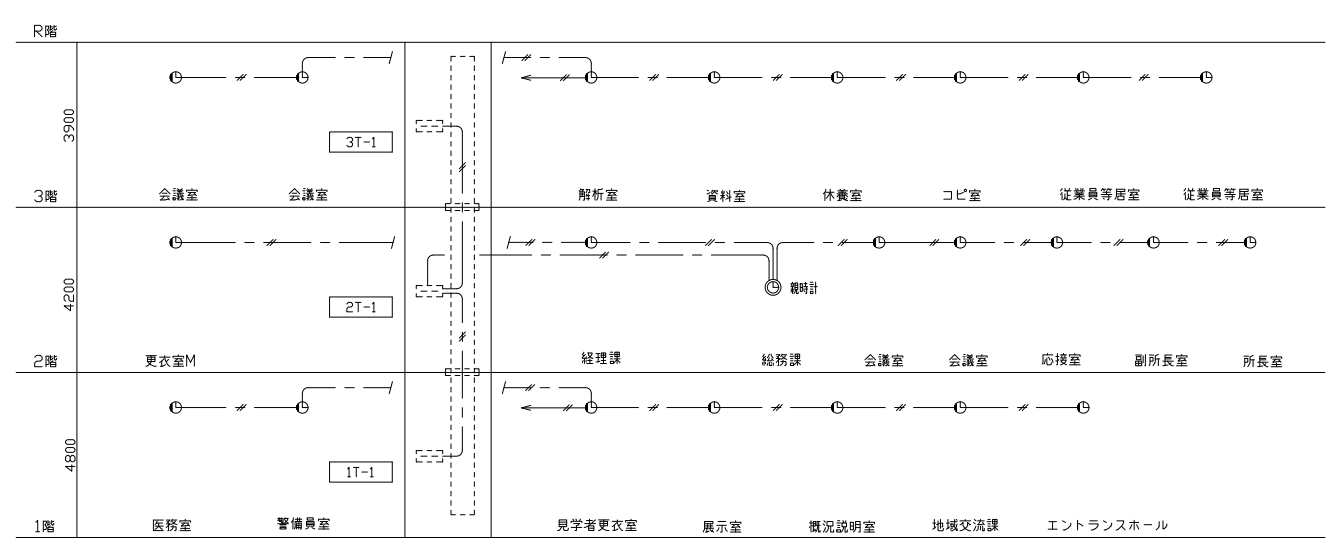 R階
3900
3T-1
3階
会議室
会議室
解析室
資料室
休養室
コピ室
従業員等居室
従業員等居室
4200
親時計
2T-1
2階
更衣室M
経理課
総務課
会議室
会議室
応接室
副所長室
所長室
4800
1T-1
1階
医務室
警備員室
見学者更衣室
展示室
概況説明室
地域交流課
エントランスホール